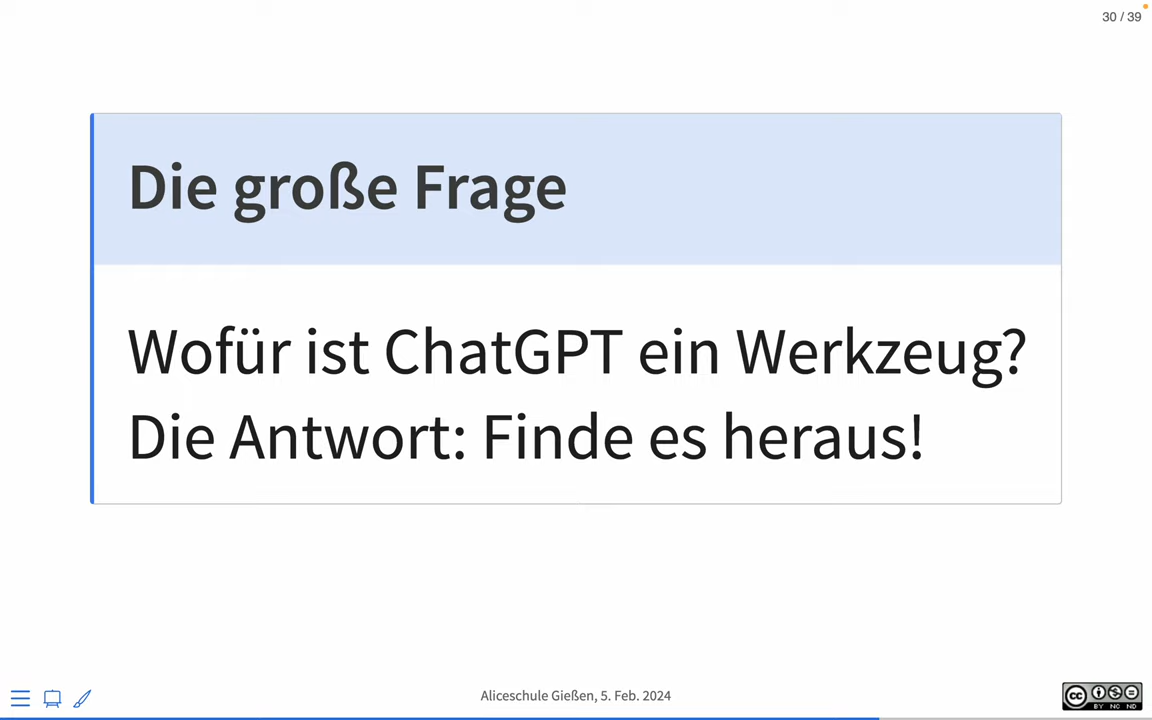 30 / 39
Die große Frage
Wofür ist ChatGPT ein Werkzeug?
Die Antwort: Finde es heraus!
Aliceschule Gießen, 5. Feb. 2024
cc
BY NC ND